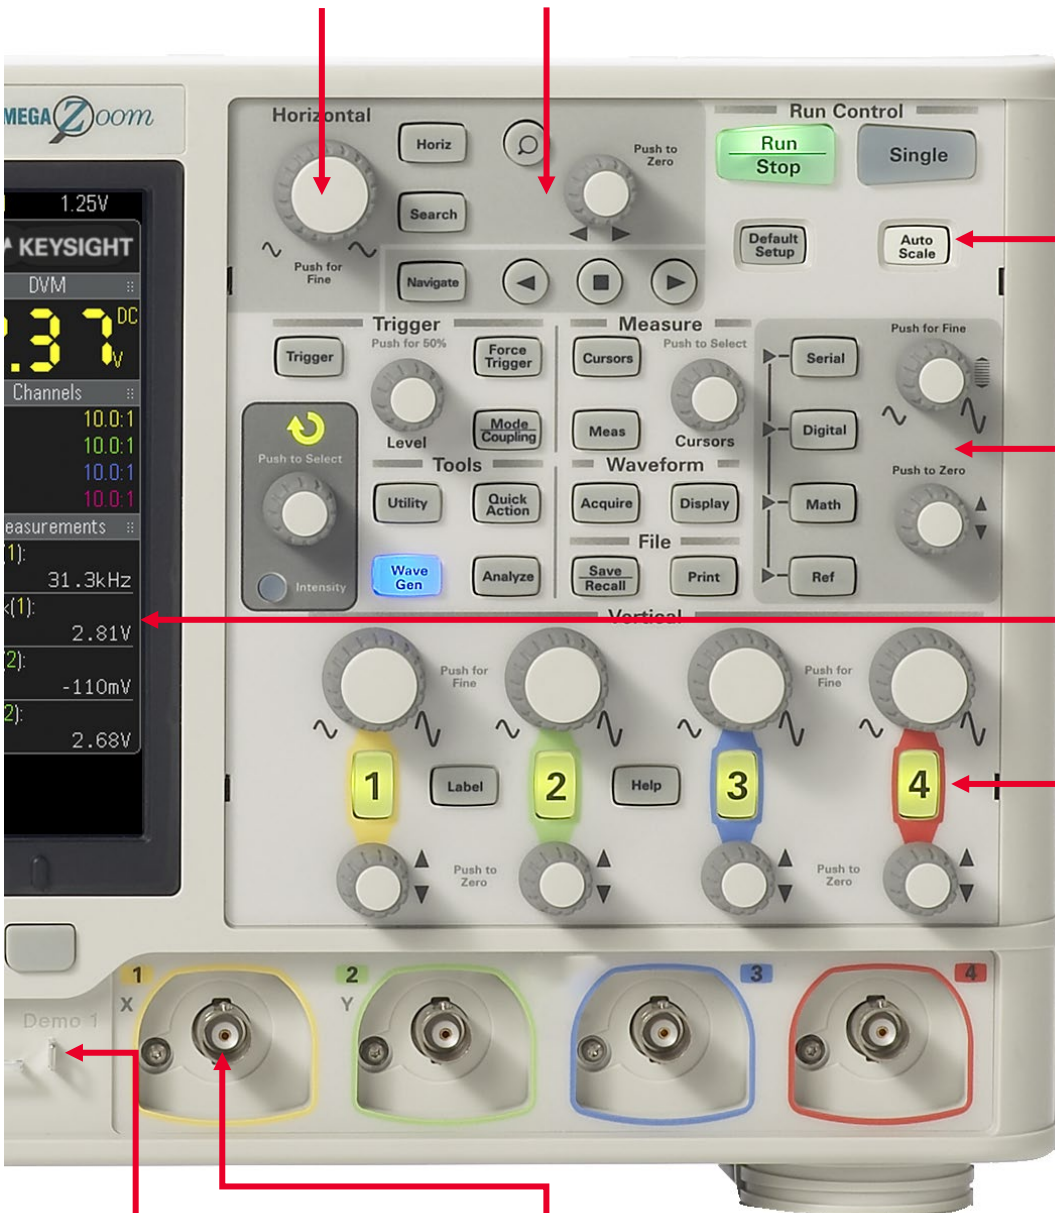 MEGA Zoom
1.25V
KEYSIGHT
DVM
.37
DC
V
Channels
10.0:1
10.0:1
10.0:1
10.0:1
easurements
(1):
31.3kHz
k(1):
2.81V
(2):
-110mV
2):
2.68V
Horizontal
Horiz
Push to
Zero
Search
Push for
Fine
Navigate
Run Control
Run
Stop
Single
Default
Setup
Auto
Scale
Trigger
Push for 50%
Trigger
Force
Trigger
Level
Mode
Coupling
Measure
Push to Select
Cursors
Meas
Cursors
Push for Fine
Serial
Digital
Push to Zero
Math
Ref
Push to Select
Intensity
Tools
Utility
Quick
Action
Wave
Gen
Analyze
Waveform
Acquire
Display
File
Save
Recall
Print
Vertical
Push for
Fine
Push for
Fine
1
Label
2
Help
3
4
Push to
Zero
Push to
Zero
1
X
2
Y
3
4
Demo 1